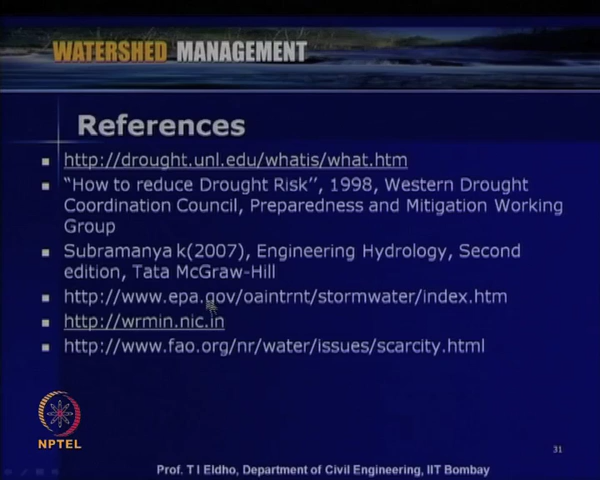 WATERSHED MANAGEMENT
References
http://drought.unl.edu/whatis/what.htm
"How to reduce Drought Risk", 1998, Western Drought
Coordination Council, Preparedness and Mitigation Working
Group
Subramanya k(2007), Engineering Hydrology, Second
edition, Tata McGraw-Hill
http://www.epa.gov/oaintrnt/stormwater/index.htm
http://wrmin.nic.in
http://www.fao.org/nr/water/issues/scarcity.html
NPTEL
31
Prof. T I Eldho, Department of Civil Engineering, IIT Bombay